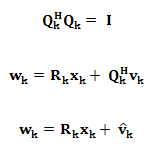 Q_k^H Q_k = I
w_k = R_k x_k + Q_k^H v_k
w_k = R_k x_k + v̂_k